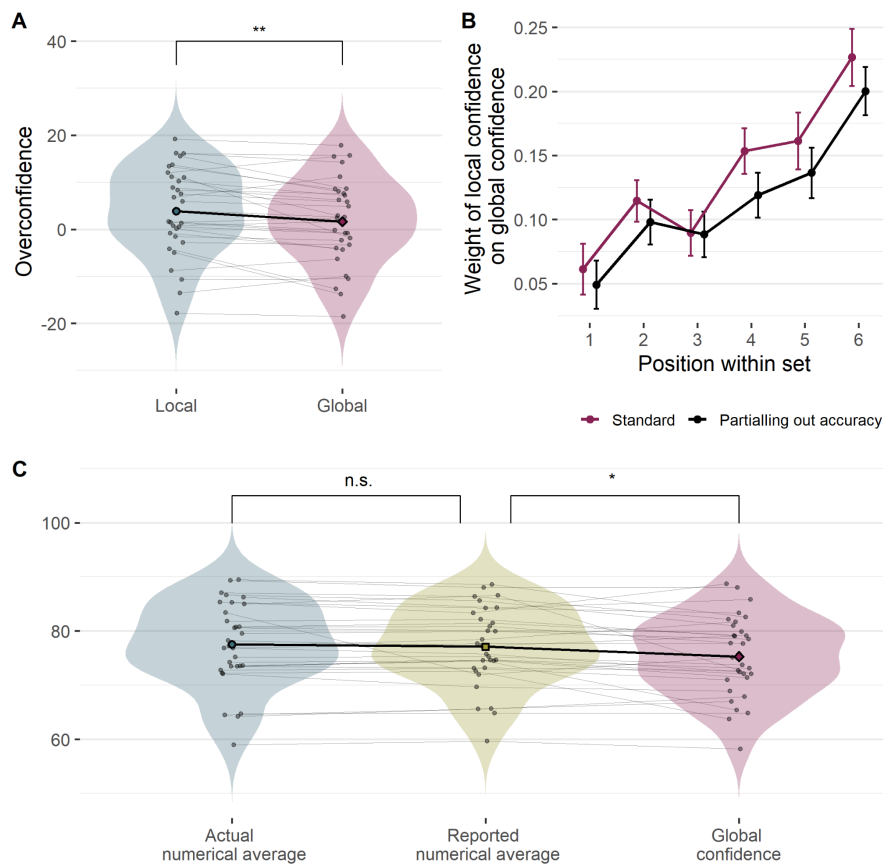 A
**
40
20
0
-20
Overconfidence
Local
Global
B
0.25
0.20
0.15
0.10
0.05
Weight of local confidence
on global confidence
1
2
3
4
5
6
Position within set
Standard
Partialling out accuracy
C
n.s.
*
100
80
60
Actual
numerical average
Reported
numerical average
Global
confidence